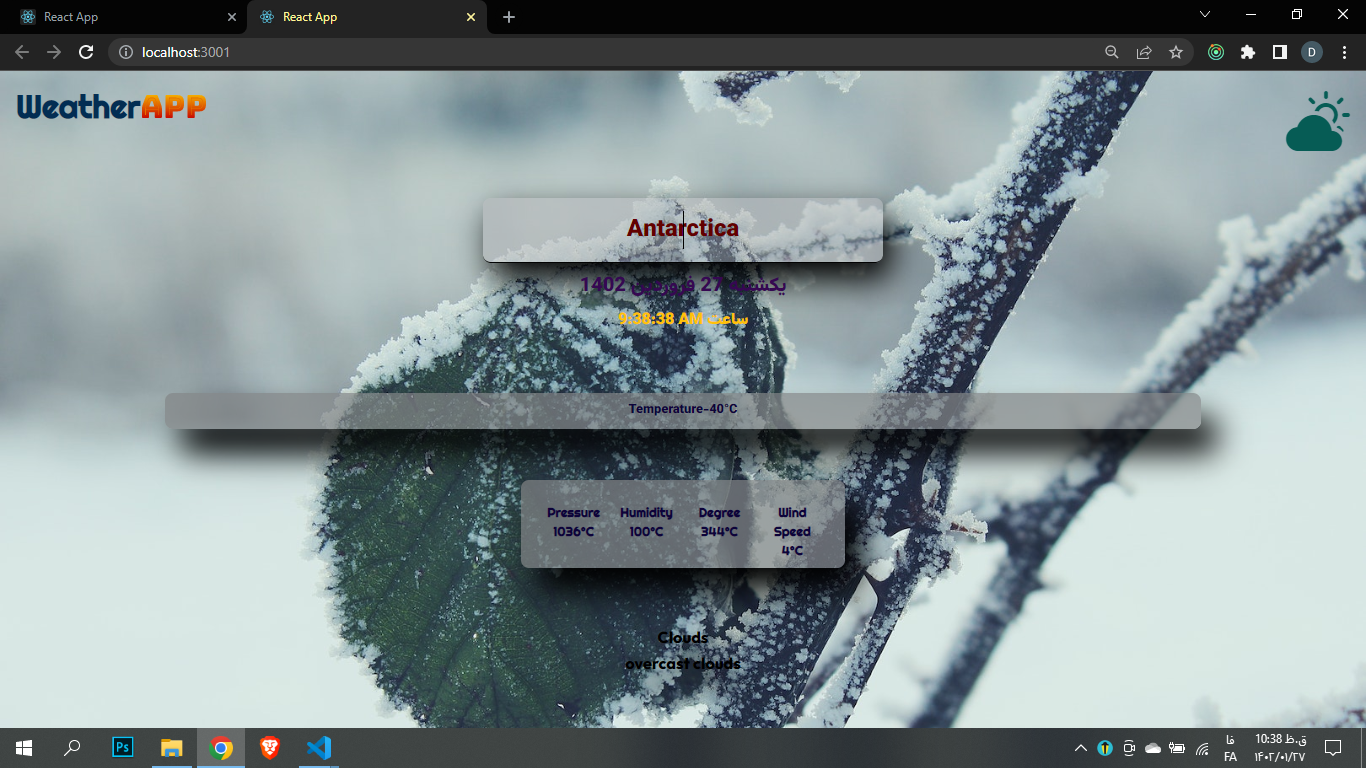 React App
React App
localhost:3001
D
WeatherAPP
Antarctica
یکشنبه 27 فروردین 1402
ساعت 9:38:38 AM
Temperature-40°C
Pressure Humidity Degree Wind Speed
1036°C 100°C 344°C 4°C
Clouds
overcast clouds
Ps
فا
FA
10:38 ق.ظ
۱۴۰۲/۰۱/۲۷